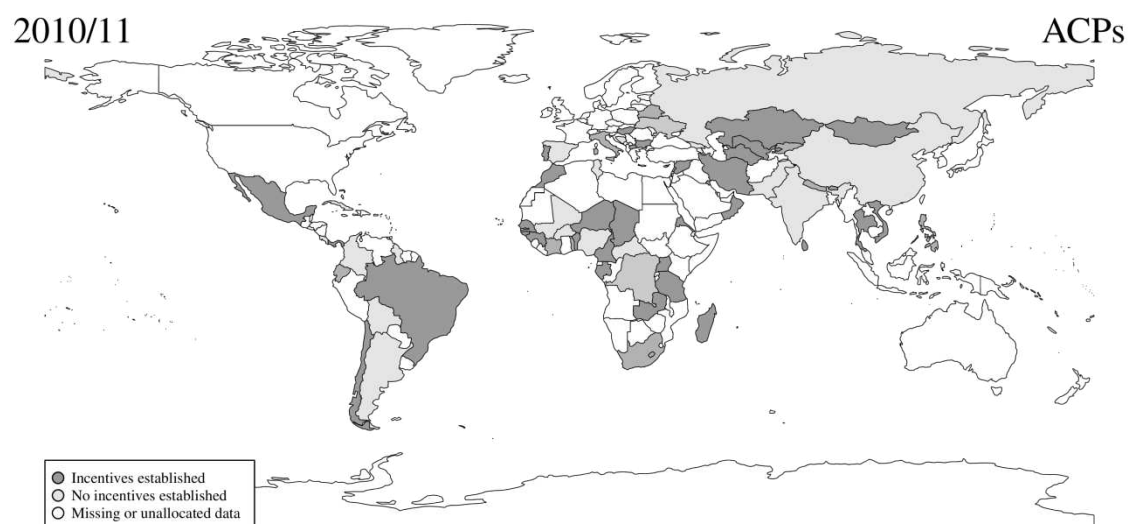 2010/11
ACPs
Incentives established
No incentives established
Missing or unallocated data